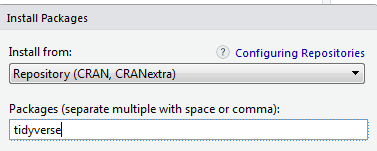 Install Packages
Install from:
? Configuring Repositories
Repository (CRAN, CRANextra)
Packages (separate multiple with space or comma):
tidyverse